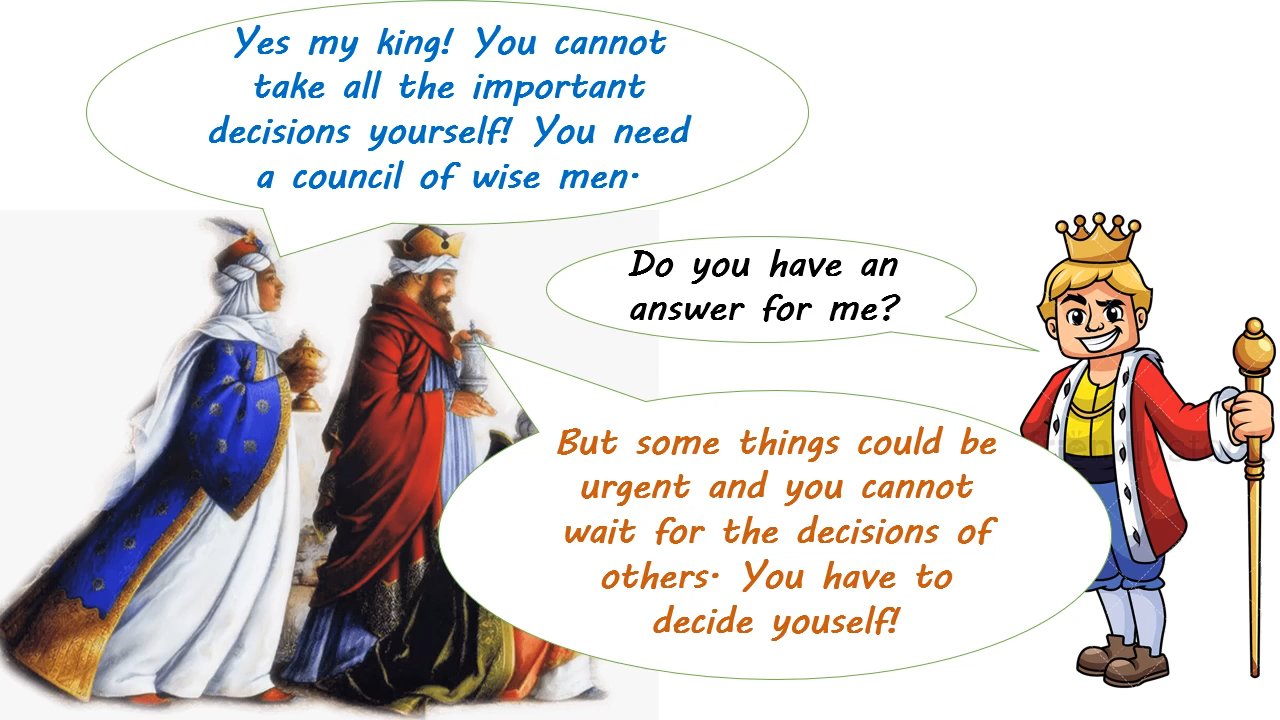 Yes my king! You cannot
take all the important
decisions yourself! You need
a council of wise men.
Do you have an
answer for me?
But some things could be
urgent and you cannot
wait for the decisions of
others. You have to
decide youself!